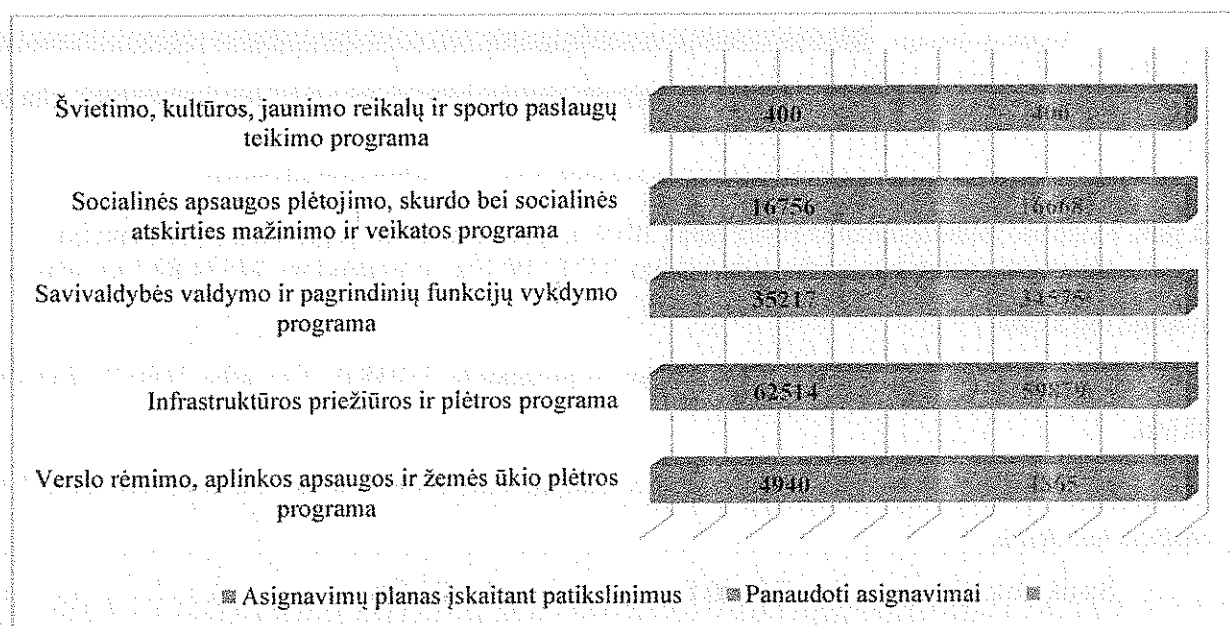 Švietimo, kultūros, jaunimo reikalų ir sporto paslaugų
teikimo programa
400
400
Socialinės apsaugos plėtojimo, skurdo bei socialinės
atskirties mažinimo ir veikatos programa
16756
16668
Savivaldybės valdymo ir pagrindinių funkcijų vykdymo
programa
35217
Infrastruktūros priežiūros ir plėtros programa
62514
Verslo rėmimo, aplinkos apsaugos ir žemės ūkio plėtros
programa
4940
Asignavimų planas įskaitant patikslinimus Panaudoti asignavimai